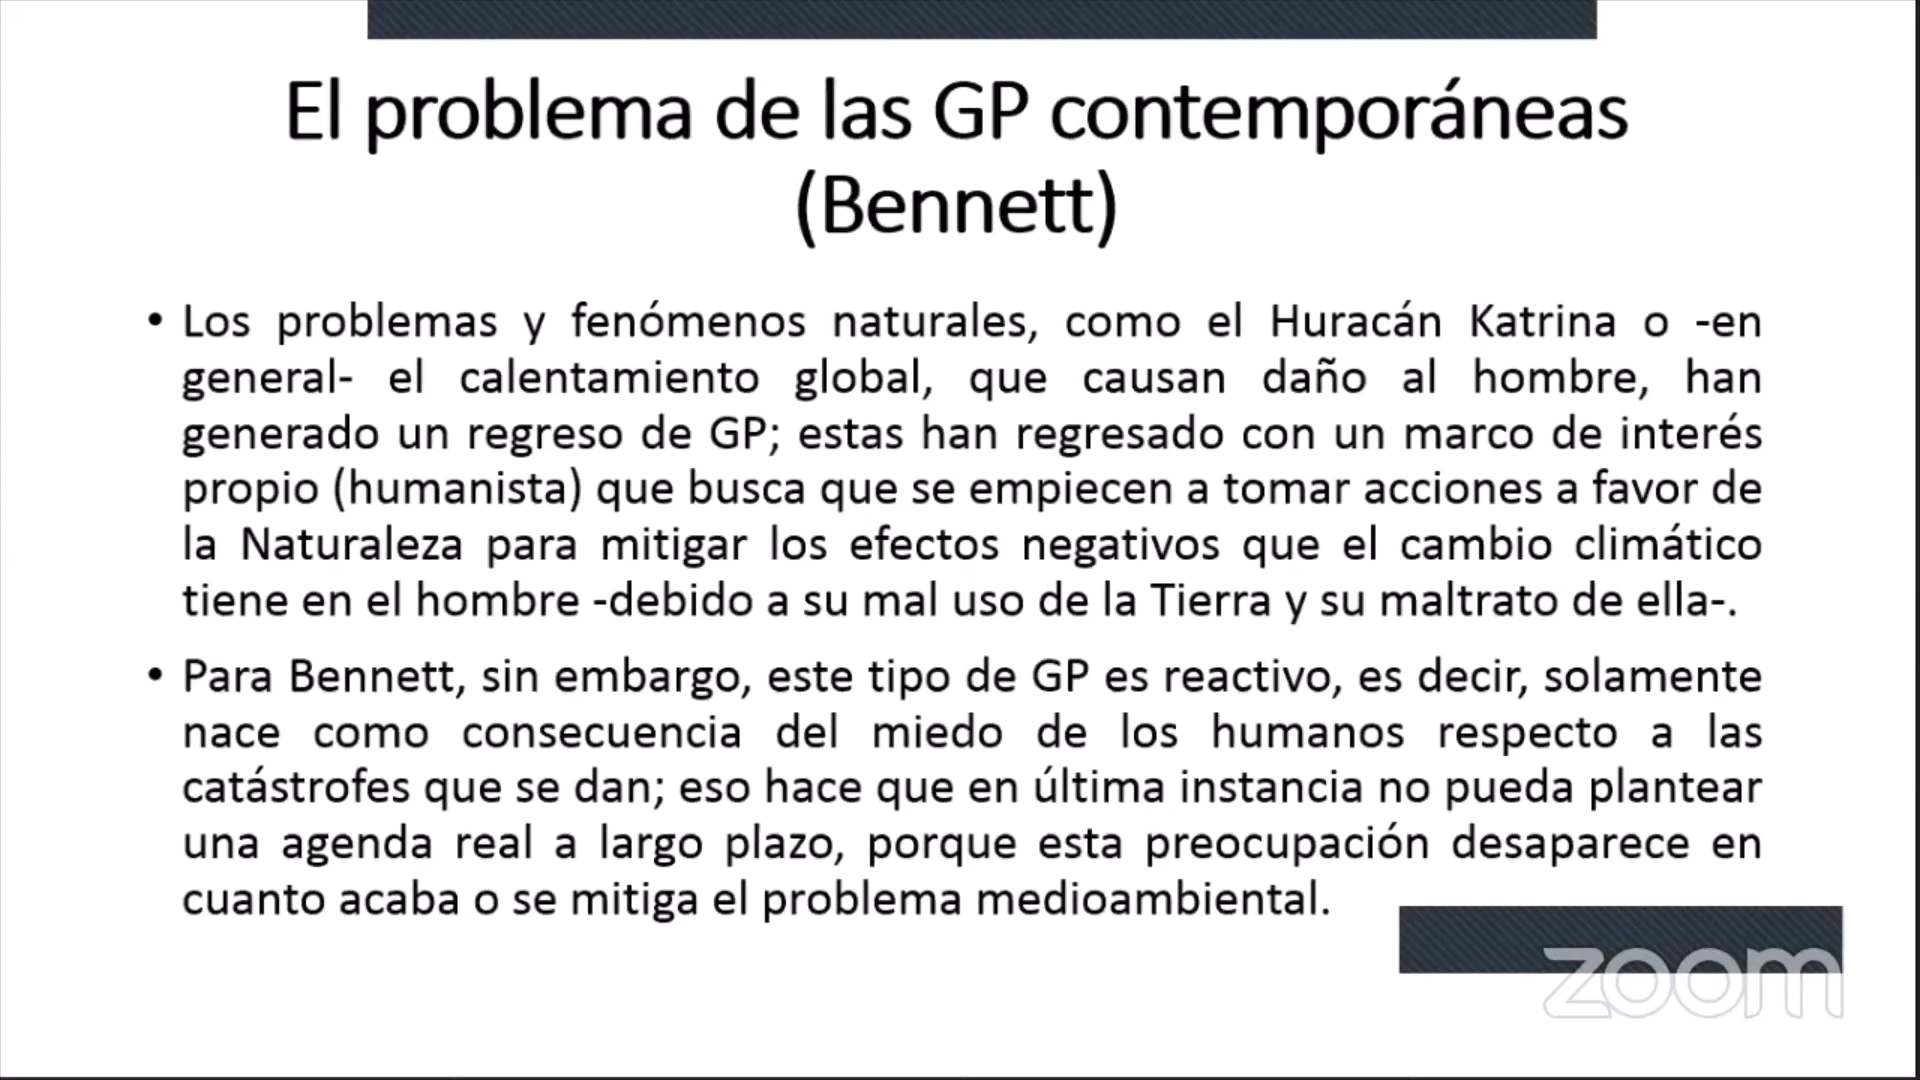 El problema de las GP contemporáneas
(Bennett)
• Los problemas y fenómenos naturales, como el Huracán Katrina o -en
general- el calentamiento global, que causan daño al hombre, han
generado un regreso de GP; estas han regresado con un marco de interés
propio (humanista) que busca que se empiecen a tomar acciones a favor de
la Naturaleza para mitigar los efectos negativos que el cambio climático
tiene en el hombre -debido a su mal uso de la Tierra y su maltrato de ella-.
• Para Bennett, sin embargo, este tipo de GP es reactivo, es decir, solamente
nace como consecuencia del miedo de los humanos respecto a las
catástrofes que se dan; eso hace que en última instancia no pueda plantear
una agenda real a largo plazo, porque esta preocupación desaparece en
cuanto acaba o se mitiga el problema medioambiental.
zoom